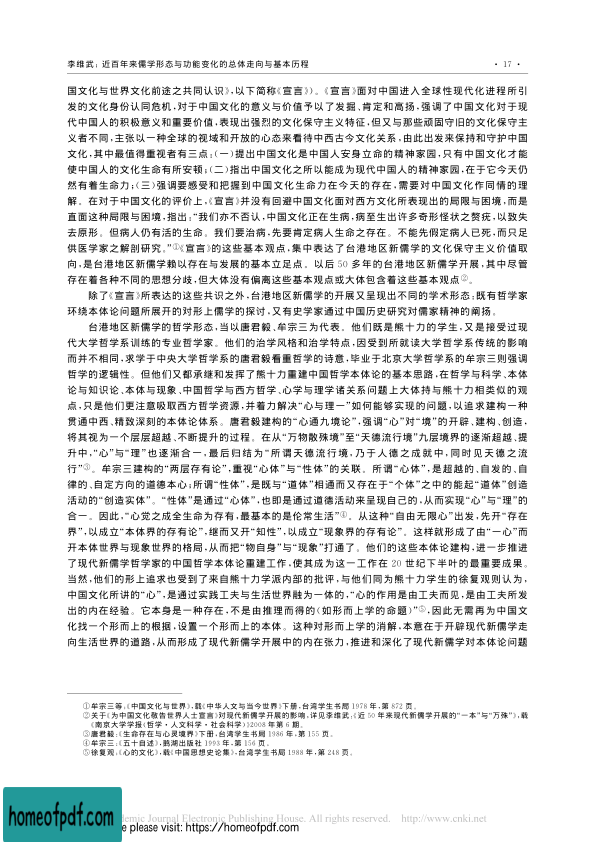 李维武：近百年来儒学形态与功能变化的总体走向与基本历程
· 17 ·
国文化与世界文化前途之共同认识》，以下简称《宣言》）。《宣言》面对中国进入全球性现代化进程所引
发的文化身份认同危机，对于中国文化的意义与价值予以了发掘、肯定和高扬，强调了中国文化对于现
代中国人的积极意义和重要价值，表现出强烈的文化保守主义特征，但又与那些顽固守旧的文化保守主
义者不同，主张以一种全球的视域和开放的心态来看待中西古今文化关系，由此出发来保持和守护中国
文化，其中最值得重视者有三点：（一）提出中国文化是中国人安身立命的精神家园，只有中国文化才能
使中国人的文化生命有所安顿；（二）指出中国文化之所以能成为现代中国人的精神家园，在于它今天仍
然有着生命力；（三）强调要感受和把握到中国文化生命力在今天的存在，需要对中国文化作同情的理
解。在对于中国文化的评价上，《宣言》并没有回避中国文化面对西方文化所表现出的局限与困境，而是
直面这种局限与困境，指出：“我们亦不否认，中国文化正在生病，病至生出许多奇形怪状之赘疣，以致失
去原形。但病人仍有活的生命。我们要治病，先要肯定病人生命之存在。不能先假定病人已死，而只足
供医学家之解剖研究。”①《宣言》的这些基本观点，集中表达了台港地区新儒学的文化保守主义价值取
向，是台港地区新儒学赖以存在与发展的基本立足点。以后 50 多年的台港地区新儒学开展，其中尽管
存在着各种不同的思想分歧，但大体没有偏离这些基本观点或大体包含着这些基本观点②。
除了《宣言》所表达的这些共识之外，台港地区新儒学的开展又呈现出不同的学术形态：既有哲学家
环绕本体论问题所展开的对形上儒学的探讨，又有史学家通过中国历史研究对儒家精神的阐扬。
台港地区新儒学的哲学形态，当以唐君毅、牟宗三为代表。他们既是熊十力的学生，又是接受过现
代大学哲学系训练的专业哲学家。他们的治学风格和治学特点，因受到所就读大学哲学系传统的影响
而并不相同，求学于中央大学哲学系的唐君毅看重哲学的诗意，毕业于北京大学哲学系的牟宗三则强调
哲学的逻辑性。但他们又都承继和发挥了熊十力重建中国哲学本体论的基本思路，在哲学与科学、本体
论与知识论、本体与现象、中国哲学与西方哲学、心学与理学诸关系问题上大体持与熊十力相类似的观
点，只是他们更注意吸取西方哲学资源，并着力解决“心与理一”如何能够实现的问题，以追求建构一种
贯通中西、精致深刻的本体论体系。唐君毅建构的“心通九境论”，强调“心”对“境”的开辟、建构、创造，
将其视为一个层层超越、不断提升的过程。在从“万物散殊境”至“天德流行境”九层境界的逐渐超越、提
升中，“心”与“理”也逐渐合一，最后归结为“所谓天德流行境，乃于人德之成就中，同时见天德之流
行”③。牟宗三建构的“两层存有论”，重视“心体”与“性体”的关联。所谓“心体”，是超越的、自发的、自
律的、自定方向的道德本心；所谓“性体”，是既与“道体”相通而又存在于“个体”之中的能起“道体”创造
活动的“创造实体”。“性体”是通过“心体”，也即是通过道德活动来呈现自己的，从而实现“心”与“理”的
合一。因此，“心觉之成全生命为存有，最基本的是伦常生活”④。从这种“自由无限心”出发，先开“存在
界”，以成立“本体界的存有论”，继而又开“知性”，以成立“现象界的存有论”。这样就形成了由“一心”而
开本体世界与现象世界的格局，从而把“物自身”与“现象”打通了。他们的这些本体论建构，进一步推进
了现代新儒学哲学家的中国哲学本体论重建工作，使其成为这一工作在 20 世纪下半叶的最重要成果。
当然，他们的形上追求也受到了来自熊十力学派内部的批评，与他们同为熊十力学生的徐复观则认为，
中国文化所讲的“心”，是通过实践工夫与生活世界融为一体的，“心的作用是由工夫而见，是由工夫所发
出的内在经验。它本身是一种存在，不是由推理而得的（如形而上学的命题）”⑤，因此无需再为中国文
化找一个形而上的根据，设置一个形而上的本体。这种对形而上学的消解，本意在于开辟现代新儒学走
向生活世界的道路，从而形成了现代新儒学开展中的内在张力，推进和深化了现代新儒学对本体论问题
①牟宗三等：《中国文化与世界》，载《中华人文与当今世界》下册，台湾学生书局 1978 年，第 872 页。
②关于《为中国文化敬告世界人士宣言》对现代新儒学开展的影响，详见李维武：《近 50 年来现代新儒学开展的“一本”与“万殊”》，载
《南京大学学报（哲学·人文科学·社会科学）》2008 年第 6 期。
③唐君毅：《生命存在与心灵境界》下册，台湾学生书局 1986 年，第 155 页。
④牟宗三：《五十自述》，鹅湖出版社 1993 年，第 156 页。
⑤徐复观：《心的文化》，载《中国思想史论集》，台湾学生书局 1988 年，第 248 页。
demic Journal Electronic Publishing House. All rights reserved. http://www.cnki.net
homeofpdf.com
e please visit: https://homeofpdf.com